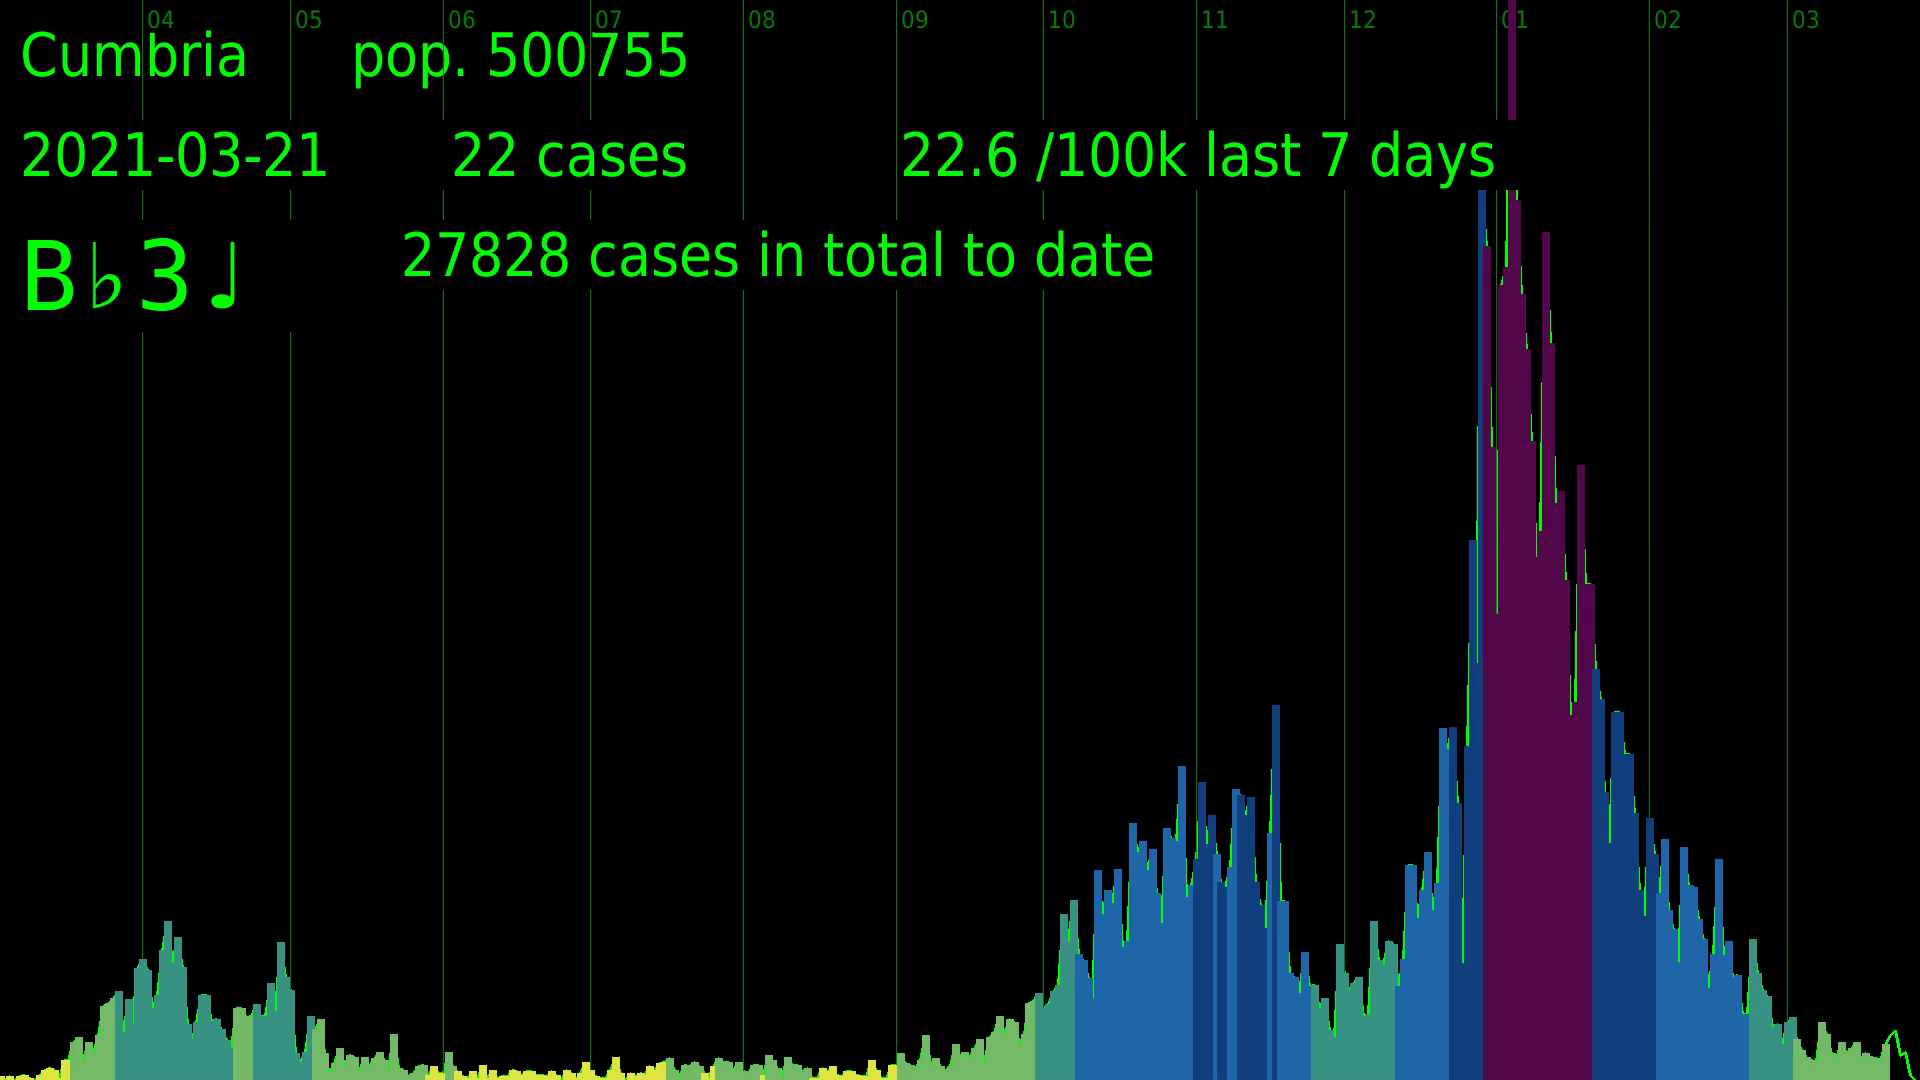 04 05 06 07 08 09 10 11 12 01 02 03
Cumbria pop. 500755
2021-03-21 22 cases 22.6 /100k last 7 days
B♭3♩ 27828 cases in total to date